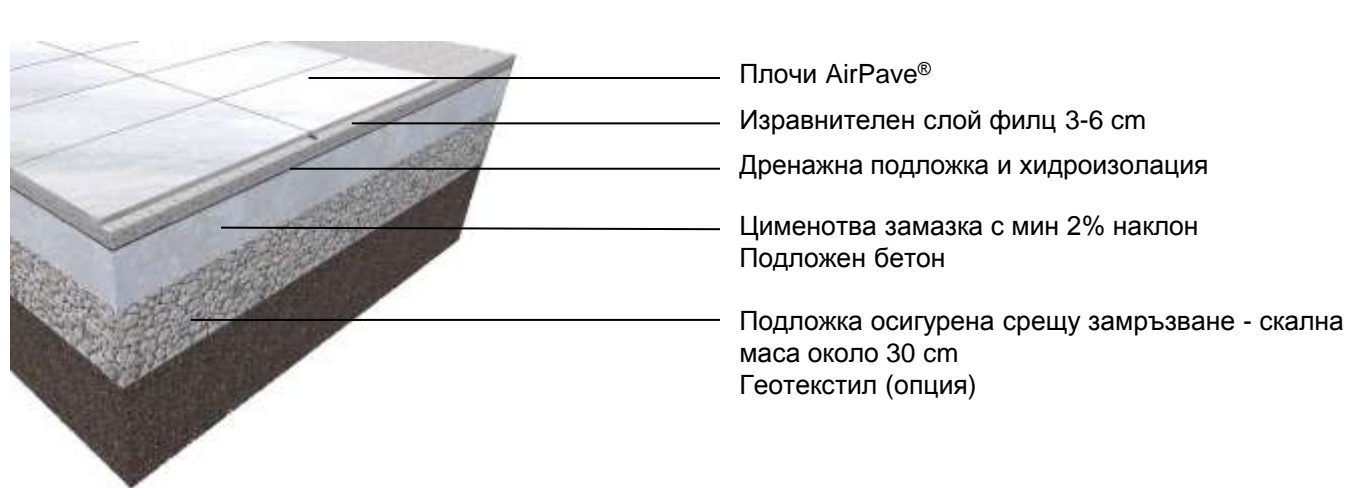 Плочи AirPave®
Изравнителен слой филц 3-6 cm
Дренажна подложка и хидроизолация
Цименотва замазка с мин 2% наклон
Подложен бетон
Подложка осигурена срещу замръзване - скална
маса около 30 cm
Геотекстил (опция)